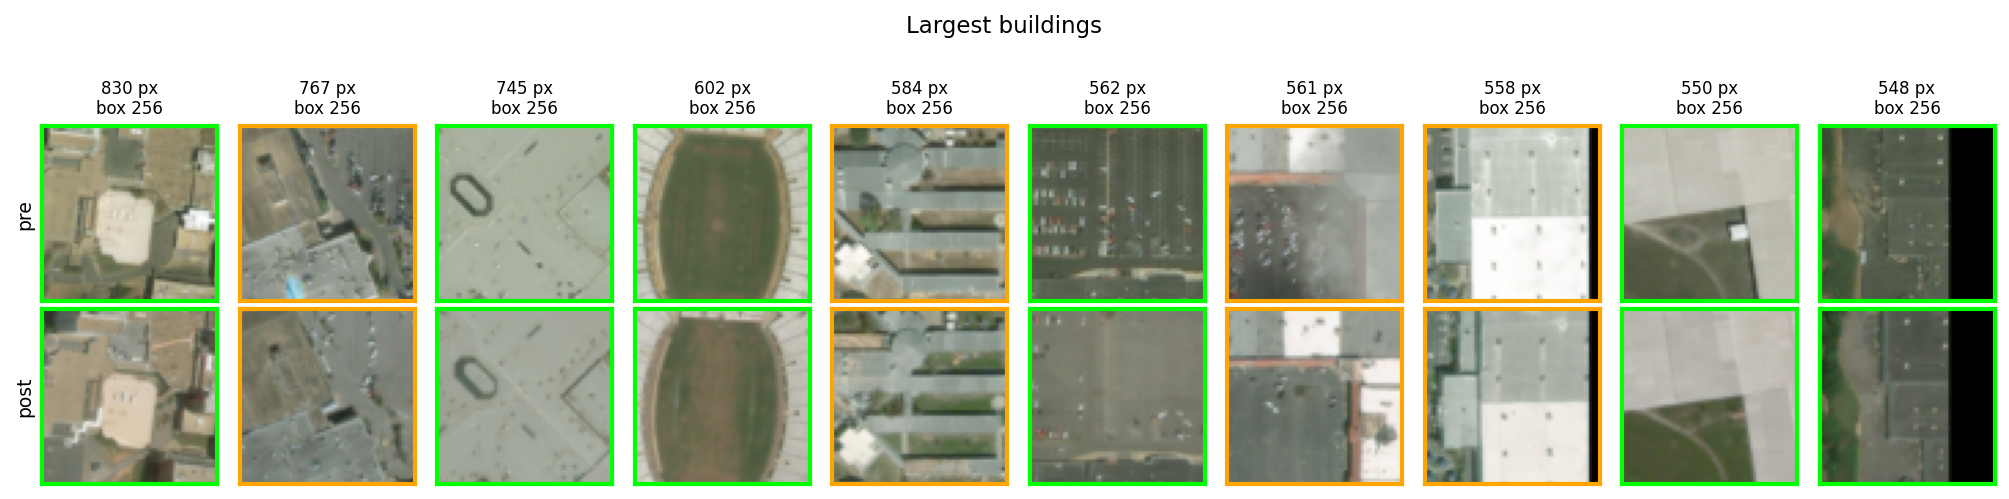 Largest buildings
830 px
box 256
767 px
box 256
745 px
box 256
602 px
box 256
584 px
box 256
562 px
box 256
561 px
box 256
558 px
box 256
550 px
box 256
548 px
box 256
pre
post